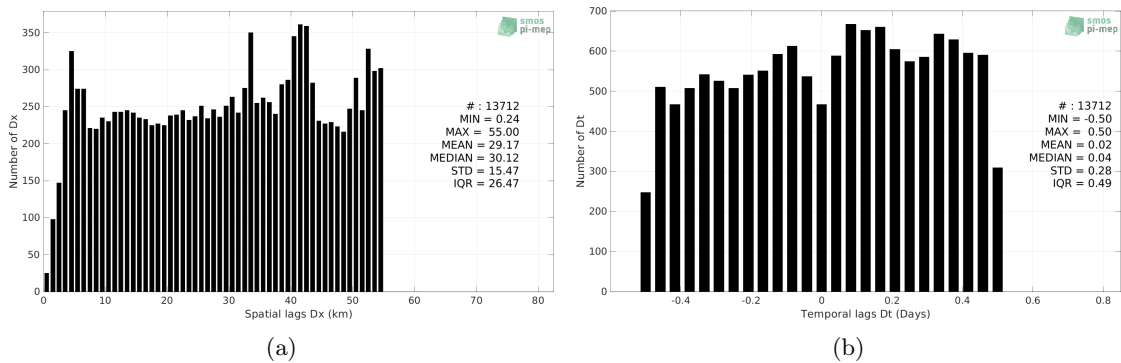 350
300
250
200
150
100
50
0
Number of Dx
0 10 20 30 40 50 60 70 80
Spatial lags Dx (km)
smos
pi-mep
# : 13712
MIN = 0.24
MAX = 55.00
MEAN = 29.17
MEDIAN = 30.12
STD = 15.47
IQR = 26.47
(a)
700
600
500
400
300
200
100
0
Number of Dt
-0.4 -0.2 0 0.2 0.4 0.6 0.8
Temporal lags Dt (Days)
smos
pi-mep
# : 13712
MIN = -0.50
MAX = 0.50
MEAN = 0.02
MEDIAN = 0.04
STD = 0.28
IQR = 0.49
(b)